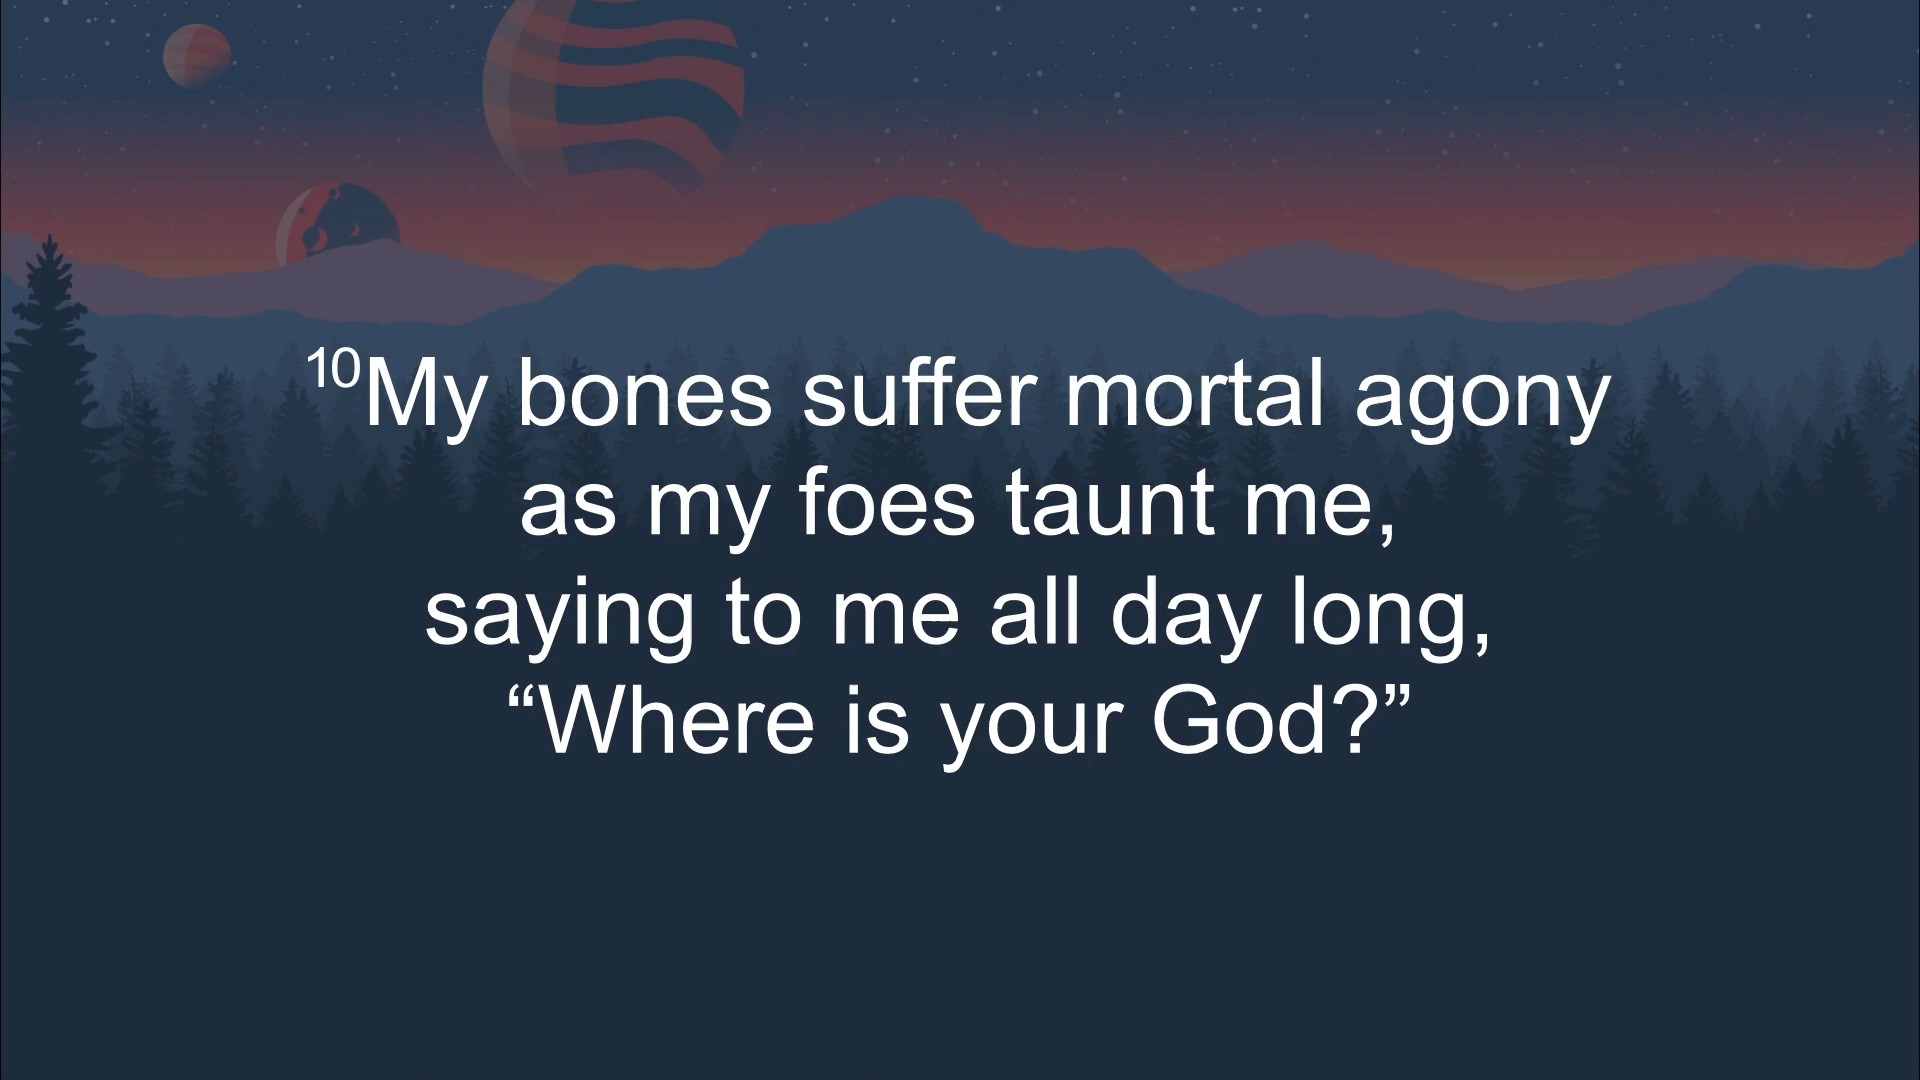 10My bones suffer mortal agony
as my foes taunt me,
saying to me all day long,
“Where is your God?”